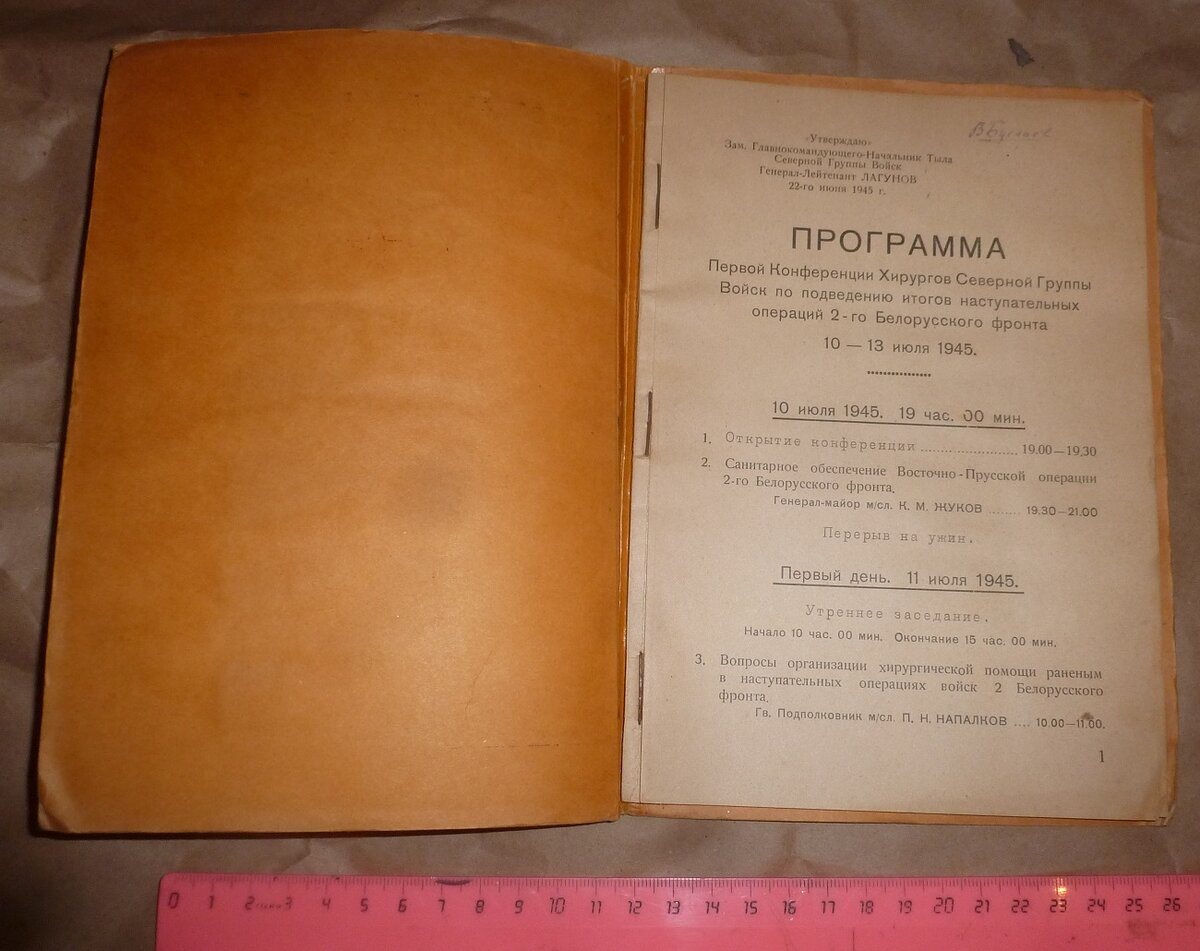 «Утверждаю»
Зам. Главнокомандующего-Начальник Тыла
Северной Группы Войск
Генерал-Лейтенант ЛАГУНОВ
22-го июня 1945 г.
ПРОГРАММА
Первой Конференции Хирургов Северной Группы
Войск по подведению итогов наступательных
операций 2-го Белорусского фронта
10 — 13 июля 1945.
10 июля 1945. 19 час. 00 мин.
1. Открытие конференции ........................ 19.00—19.30
2. Санитарное обеспечение Восточно-Прусской операции
2-го Белорусского фронта.
Генерал-майор м/сл. К. М. ЖУКОВ ........ 19.30—21.00
Перерыв на ужин.
Первый день. 11 июля 1945.
Утреннее заседание.
Начало 10 час. 00 мин. Окончание 15 час. 00 мин.
3. Вопросы организации хирургической помощи раненым
в наступательных операциях войск 2 Белорусского
фронта.
Гв. Подполковник м/сл. П. Н. НАПАЛКОВ .... 10.00—11.00.
1
0 1 2 3 4 5 6 7 8 9 10 11 12 13 14 15 16 17 18 19 20 21 22 23 24 25 26